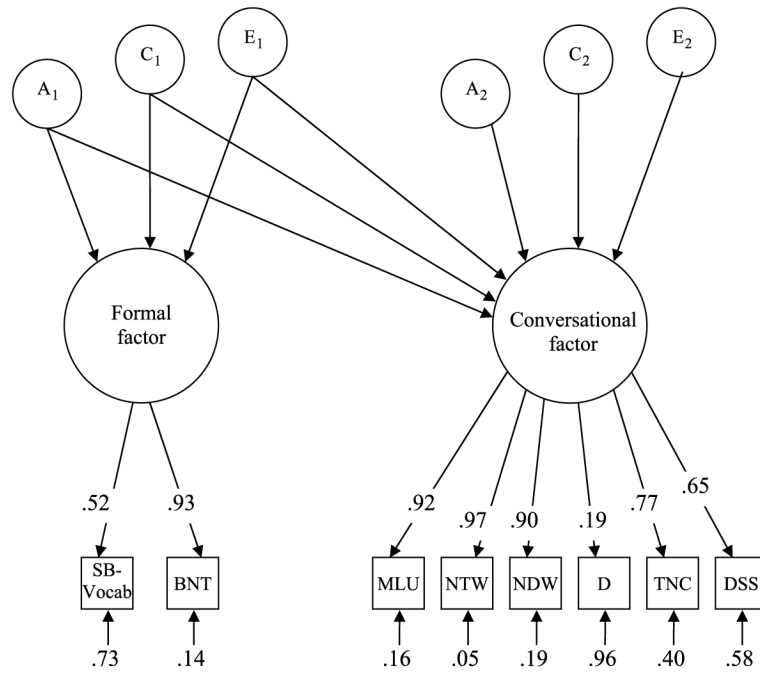 A1 C1 E1 A2 C2 E2
Formal
factor
Conversational
factor
.52 .93 .92 .97 .90 .19 .77 .65
SB-
Vocab
BNT MLU NTW NDW D TNC DSS
.73 .14 .16 .05 .19 .96 .40 .58